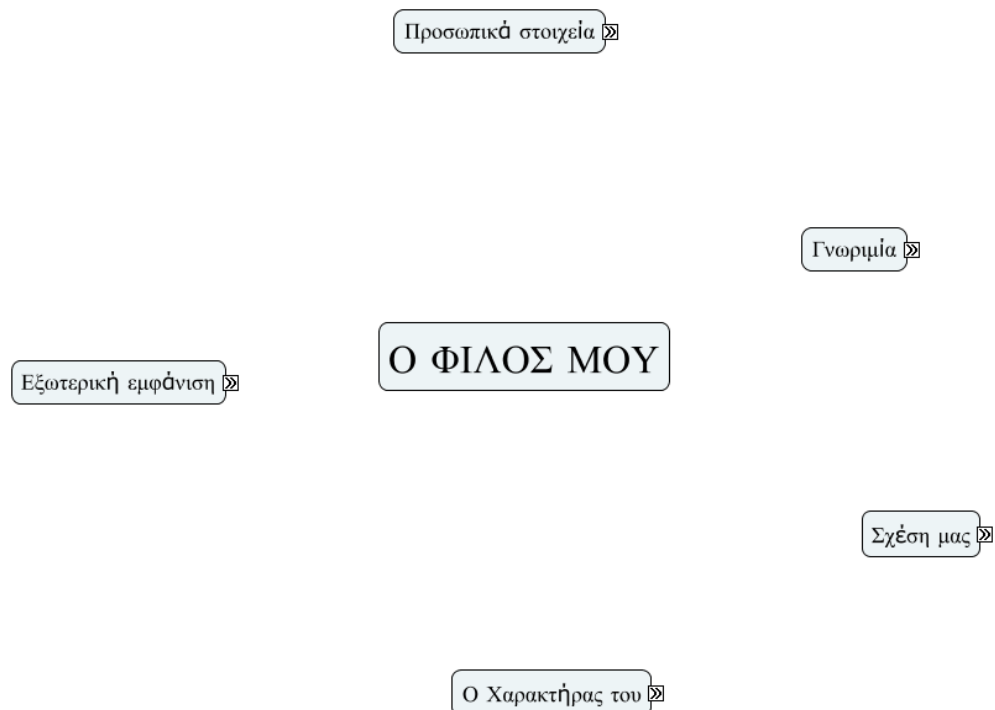 Προσωπικά στοιχεία
Γνωριμία
Ο ΦΙΛΟΣ ΜΟΥ
Εξωτερική εμφάνιση
Σχέση μας
Ο Χαρακτήρας του